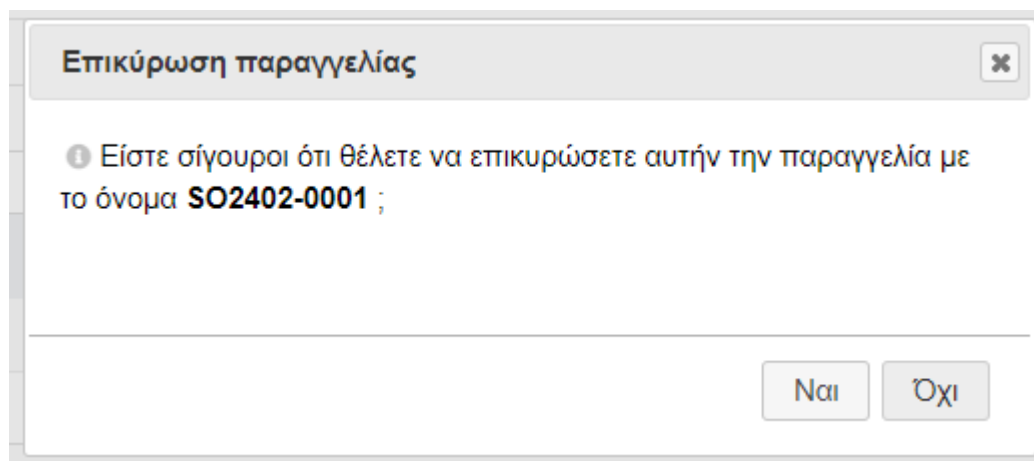 Επικύρωση παραγγελίας
Είστε σίγουροι ότι θέλετε να επικυρώσετε αυτήν την παραγγελία με
το όνομα SO2402-0001 ;
Ναι Όχι